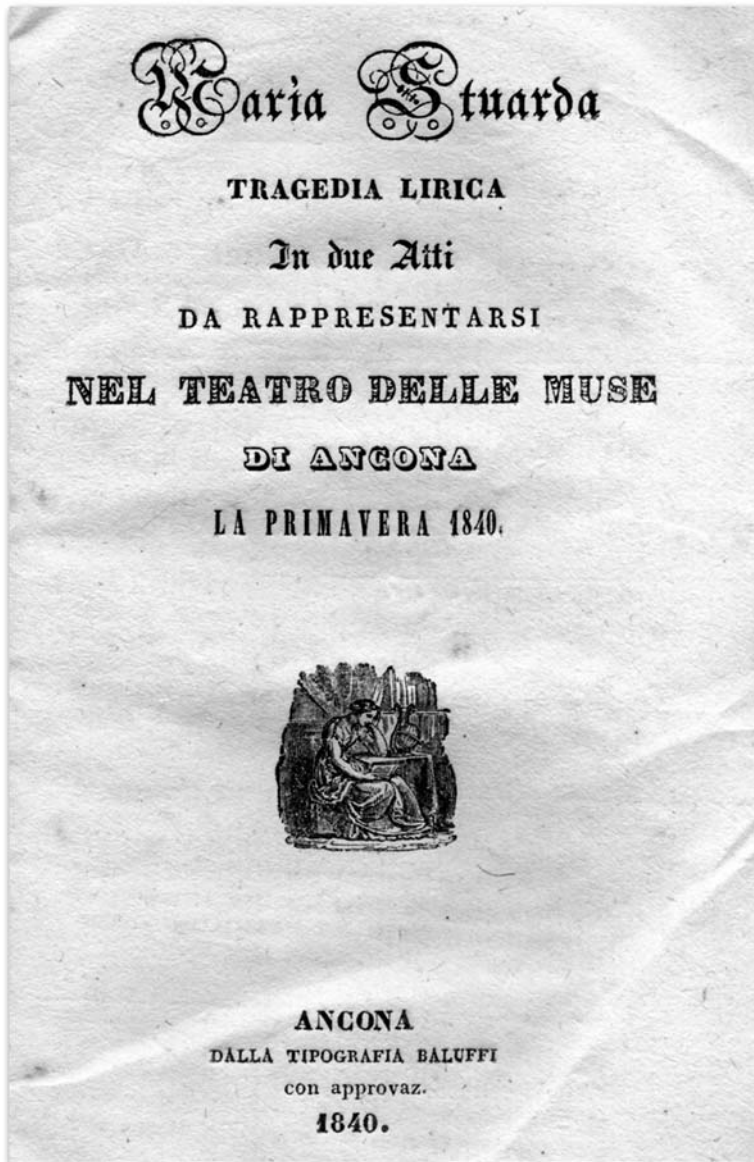 Maria Stuarda
TRAGEDIA LIRICA
In due Atti
DA RAPPRESENTARSI
NEL TEATRO DELLE MUSE
DI ANCONA
LA PRIMAVERA 1840.
ANCONA
DALLA TIPOGRAFIA BALUFFI
con approvaz.
1840.